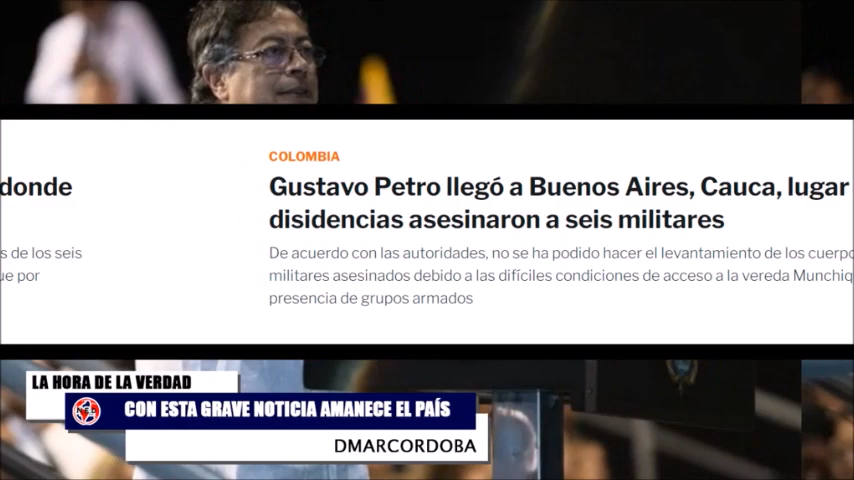 COLOMBIA
donde
Gustavo Petro llegó a Buenos Aires, Cauca, lugar
disidencias asesinaron a seis militares
s de los seis
De acuerdo con las autoridades, no se ha podido hacer el levantamiento de los cuerpo
ue por
militares asesinados debido a las difíciles condiciones de acceso a la vereda Munchiq
presencia de grupos armados
LA HORA DE LA VERDAD
CON ESTA GRAVE NOTICIA AMANECE EL PAÍS
DMARCORDOBA